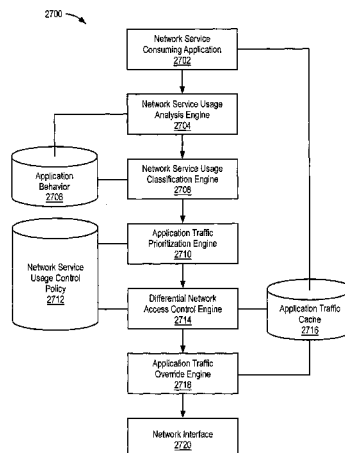 2700
Network Service
Consuming Application
2702
Network Service Usage
Analysis Engine
2704
Application
Behavior
2706
Network Service Usage
Classification Engine
2708
Application Traffic
Prioritization Engine
2710
Network Service
Usage Control
Policy
2712
Differential Network
Access Control Engine
2714
Application Traffic
Cache
2716
Application Traffic
Override Engine
2718
Network Interface
2720